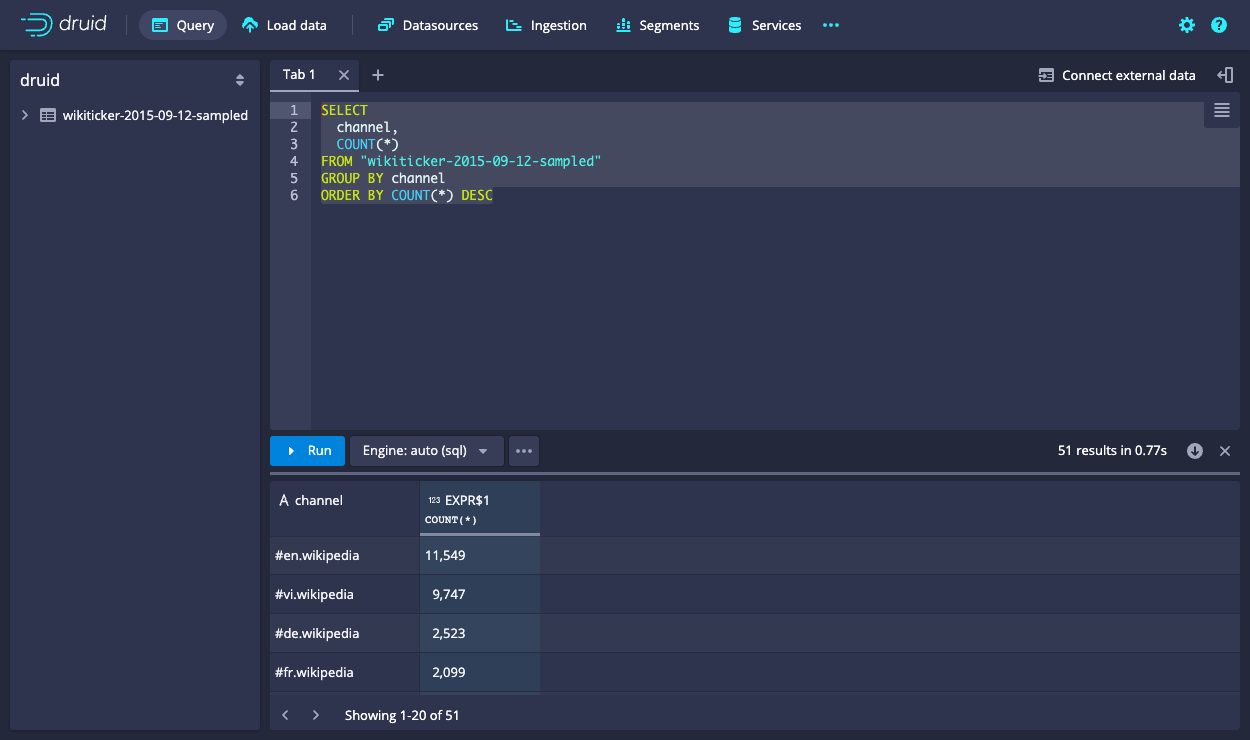 druid
Query
Load data
Datasources
Ingestion
Segments
Services
druid
wikiticker-2015-09-12-sampled
Tab 1
Connect external data
1 SELECT
2 channel,
3 COUNT(*)
4 FROM "wikiticker-2015-09-12-sampled"
5 GROUP BY channel
6 ORDER BY COUNT(*) DESC
Run
Engine: auto (sql)
51 results in 0.77s
A channel
123 EXPR$1
COUNT(*)
#en.wikipedia 11,549
#vi.wikipedia 9,747
#de.wikipedia 2,523
#fr.wikipedia 2,099
Showing 1-20 of 51